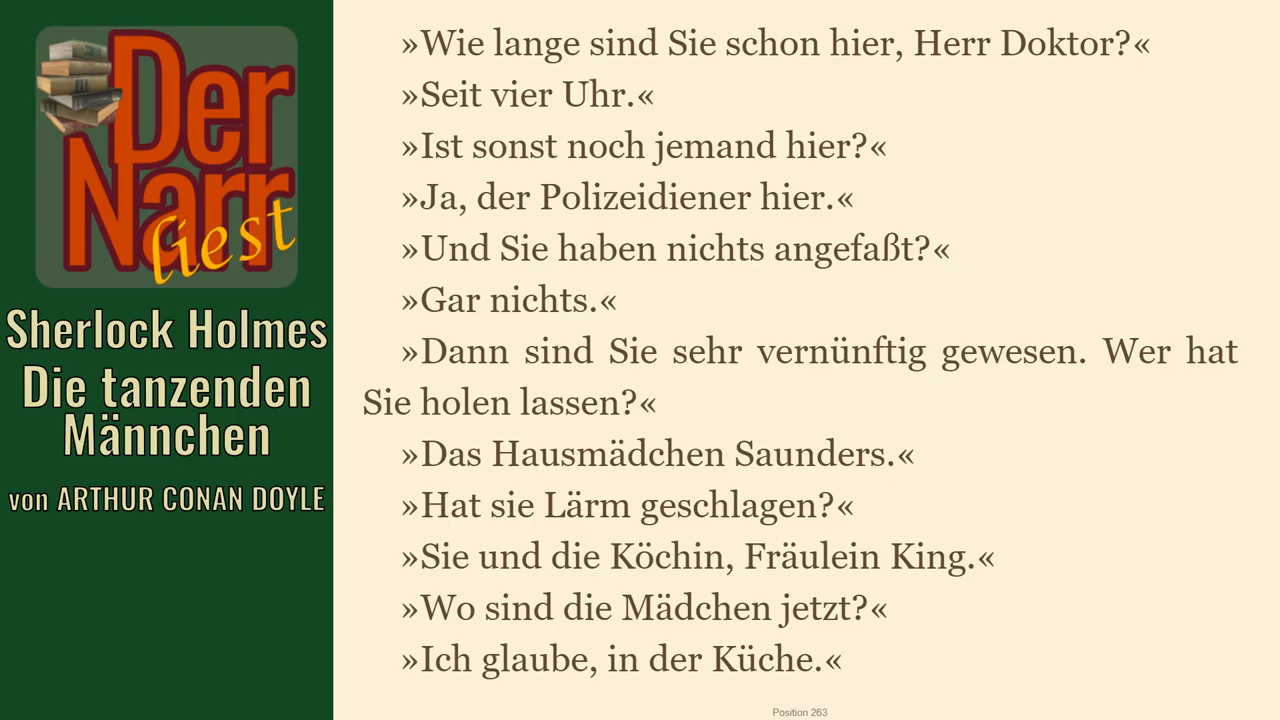 Der
Narr
liest
Sherlock Holmes
Die tanzenden
Männchen
von ARTHUR CONAN DOYLE
»Wie lange sind Sie schon hier, Herr Doktor?«
»Seit vier Uhr.«
»Ist sonst noch jemand hier?«
»Ja, der Polizeidiener hier.«
»Und Sie haben nichts angefaßt?«
»Gar nichts.«
»Dann sind Sie sehr vernünftig gewesen. Wer hat
Sie holen lassen?«
»Das Hausmädchen Saunders.«
»Hat sie Lärm geschlagen?«
»Sie und die Köchin, Fräulein King.«
»Wo sind die Mädchen jetzt?«
»Ich glaube, in der Küche.«
Position 263